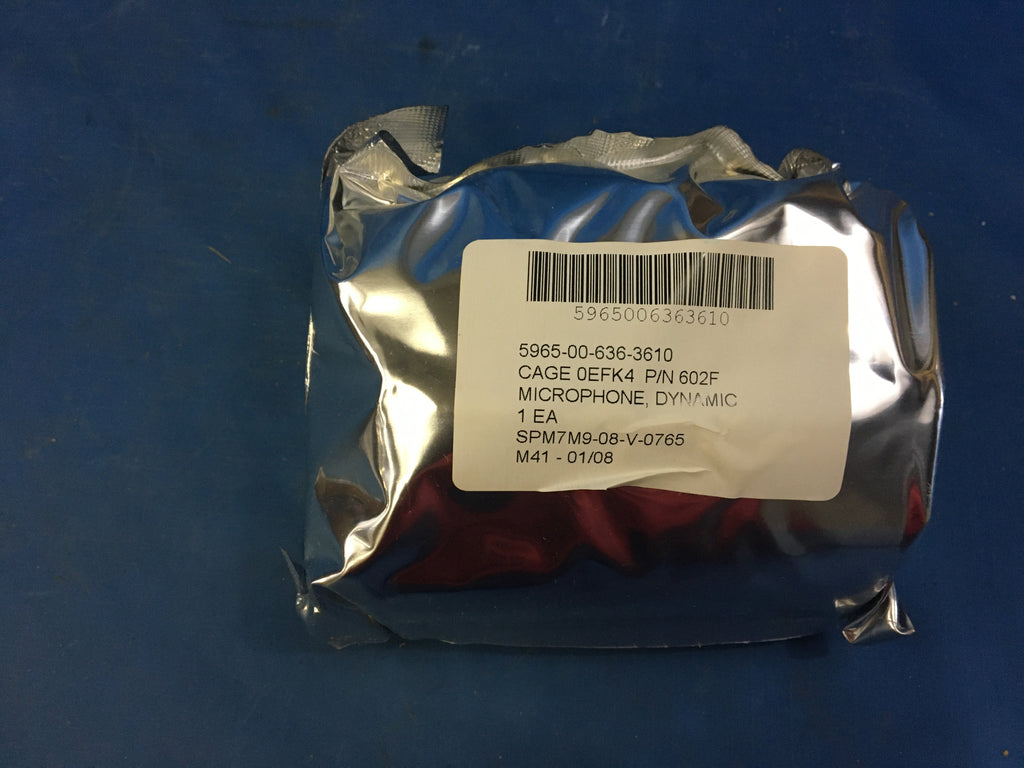 5965006363610
5965-00-636-3610
CAGE 0EFK4 P/N 602F
MICROPHONE, DYNAMIC
1 EA
SPM7M9-08-V-0765
M41 - 01/08